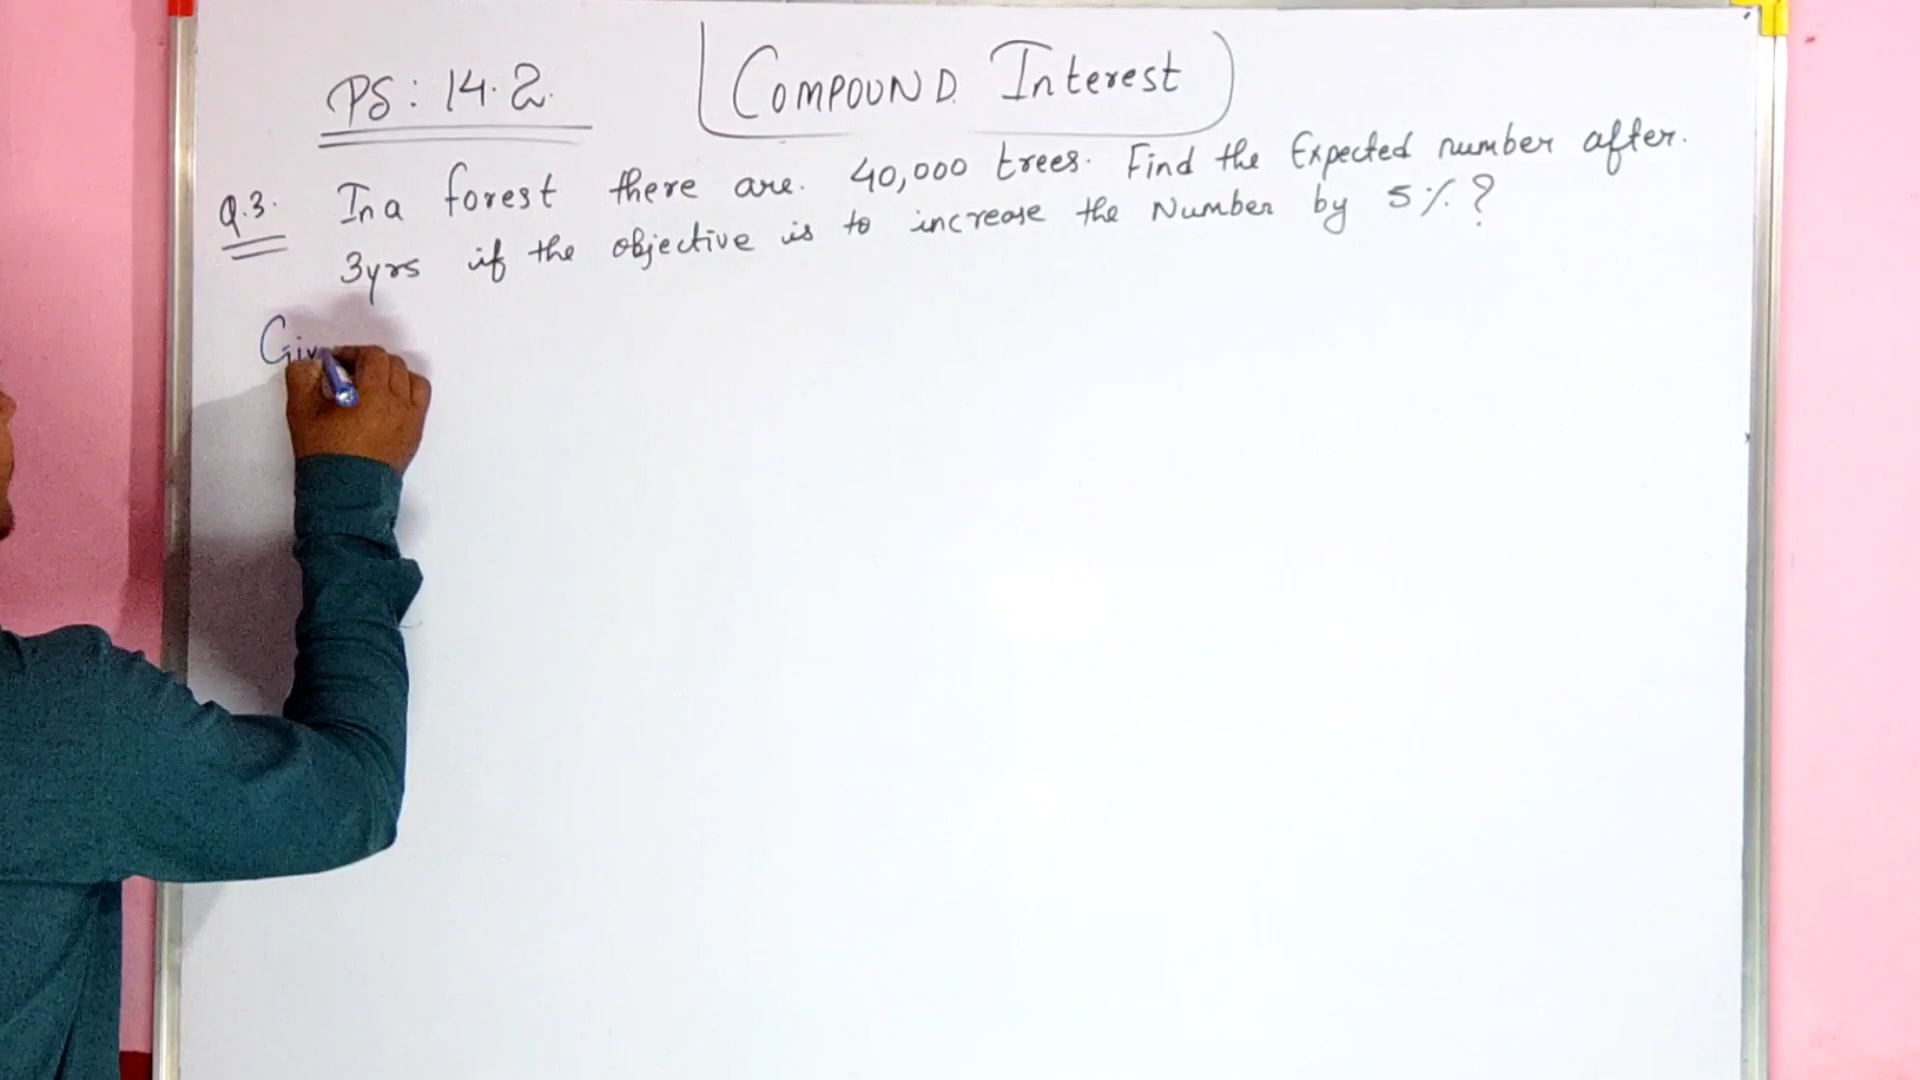 PS: 14.2.
COMPOUND. Interest
Q.3. In a forest there are. 40,000 trees. Find the Expected number after.
3yrs if the objective is to increase the Number by 5%?
Giv